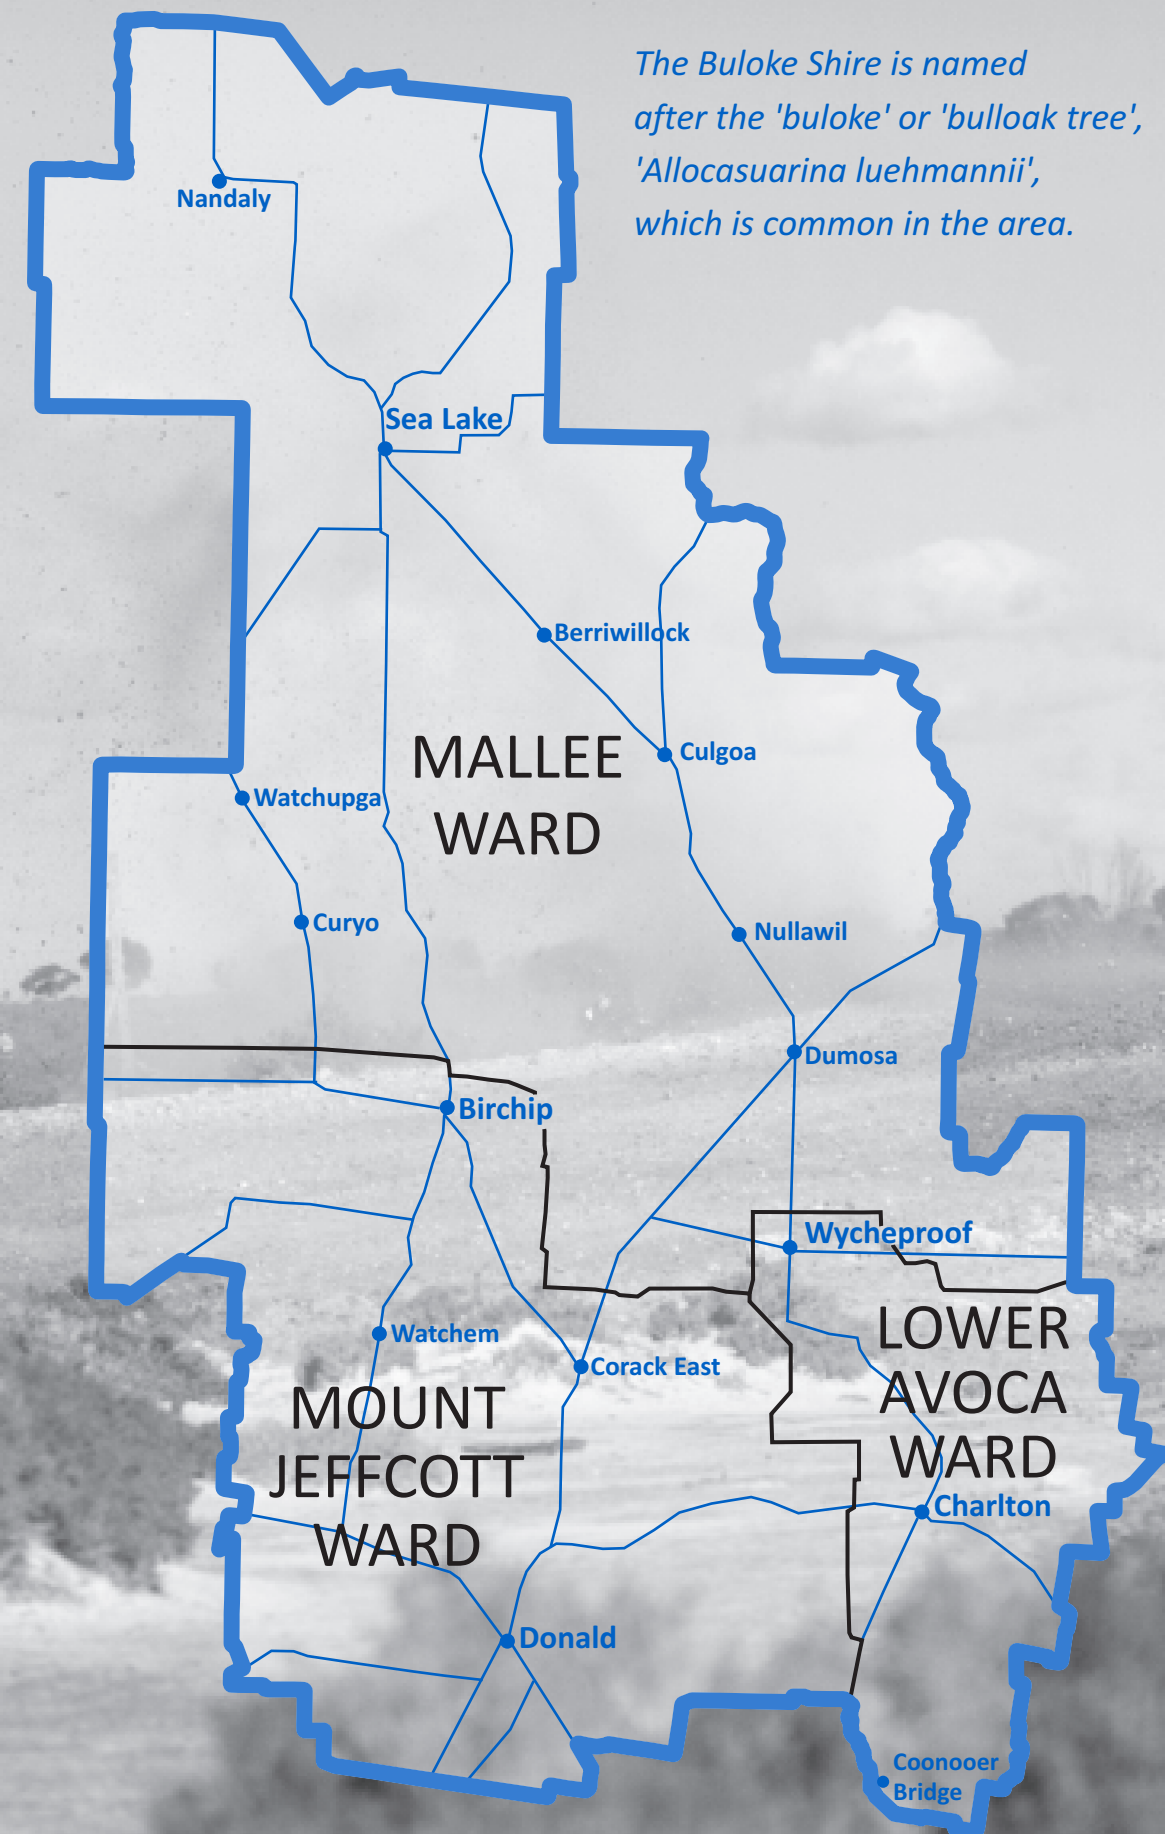 The Buloke Shire is named
after the 'buloke' or 'bulloak tree',
'Allocasuarina luehmannii',
which is common in the area.
Nandaly
Sea Lake
Berriwillock
MALLEE
WARD
Culgoa
Watchupga
Curyo
Nullawil
Dumosa
Birchip
Wycheproof
LOWER
AVOCA
WARD
Watchem
Corack East
MOUNT
JEFFCOTT
WARD
Charlton
Donald
Coonooer
Bridge